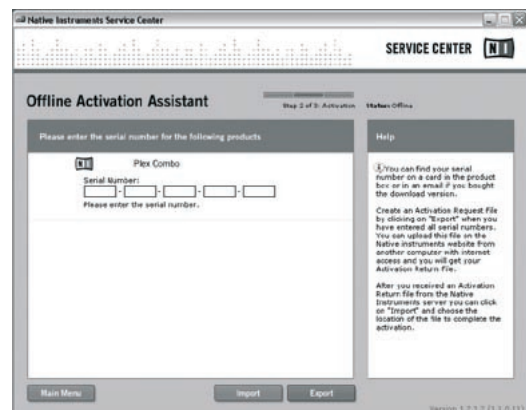 Native Instruments Service Center
SERVICE CENTER
NI
Offline Activation Assistant
Step 2 of 3: Activation
Status: Offline
Please enter the serial number for the following products
NI
Plex Combo
Serial Number:
- - - -
Please enter the serial number.
Help
You can find your serial
number on a card in the product
box or in an email if you bought
the download version.
Create an Activation Request File
by clicking on "Export" when you
have entered all serial numbers.
You can upload this file on the
Native Instruments website from
another computer with internet
access and you will get your
Activation Return File.
After you received an Activation
Return file from the Native
Instruments server you can click
on "Import" and choose the
location of the file to complete the
activation.
Main Menu
Import
Export
Version